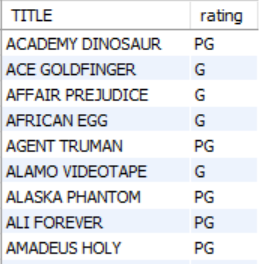 TITLE rating
ACADEMY DINOSAUR PG
ACE GOLDFINGER G
AFFAIR PREJUDICE G
AFRICAN EGG G
AGENT TRUMAN PG
ALAMO VIDEOTAPE G
ALASKA PHANTOM PG
ALI FOREVER PG
AMADEUS HOLY PG